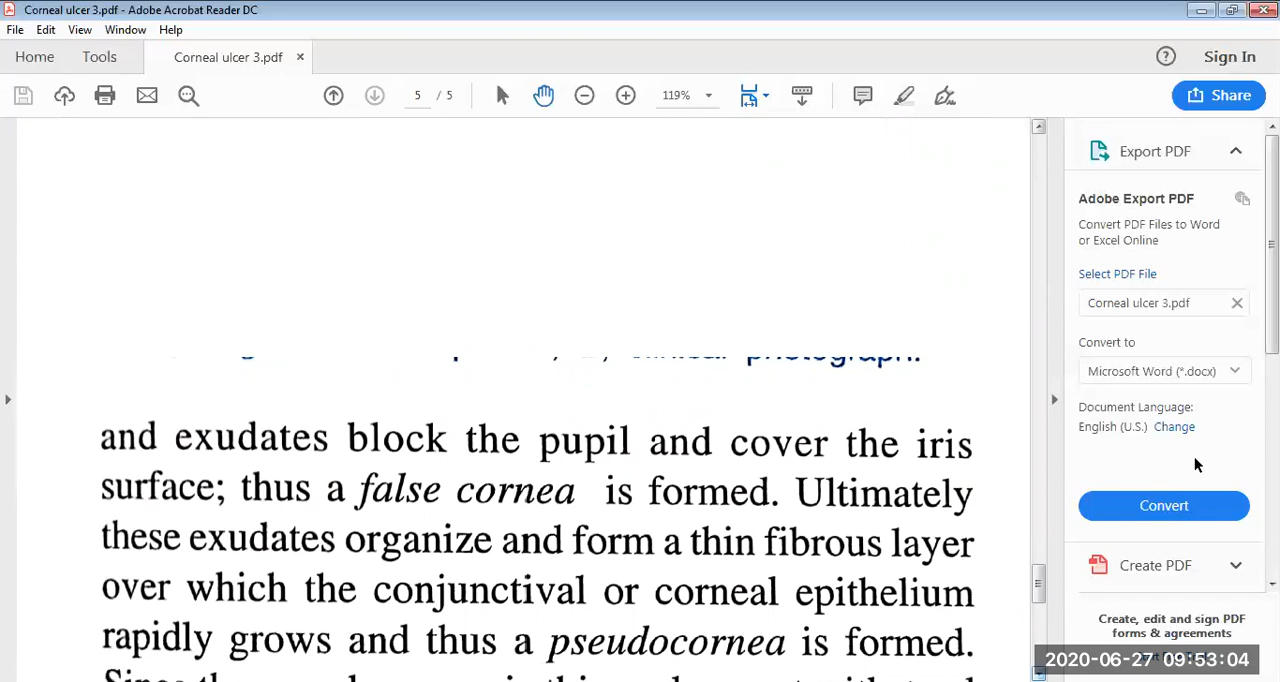 Corneal ulcer 3.pdf - Adobe Acrobat Reader DC
File Edit View Window Help
Home Tools Corneal ulcer 3.pdf × ? Sign In
5 / 5 119% Share
Export PDF
Adobe Export PDF
Convert PDF Files to Word
or Excel Online
Select PDF File
Corneal ulcer 3.pdf
Convert to
Microsoft Word (*.docx)
Document Language:
English (U.S.) Change
Convert
Create PDF
Create, edit and sign PDF
forms & agreements
clinical photograph.
and exudates block the pupil and cover the iris
surface; thus a false cornea is formed. Ultimately
these exudates organize and form a thin fibrous layer
over which the conjunctival or corneal epithelium
rapidly grows and thus a pseudocornea is formed.
2020-06-27 09:53:04